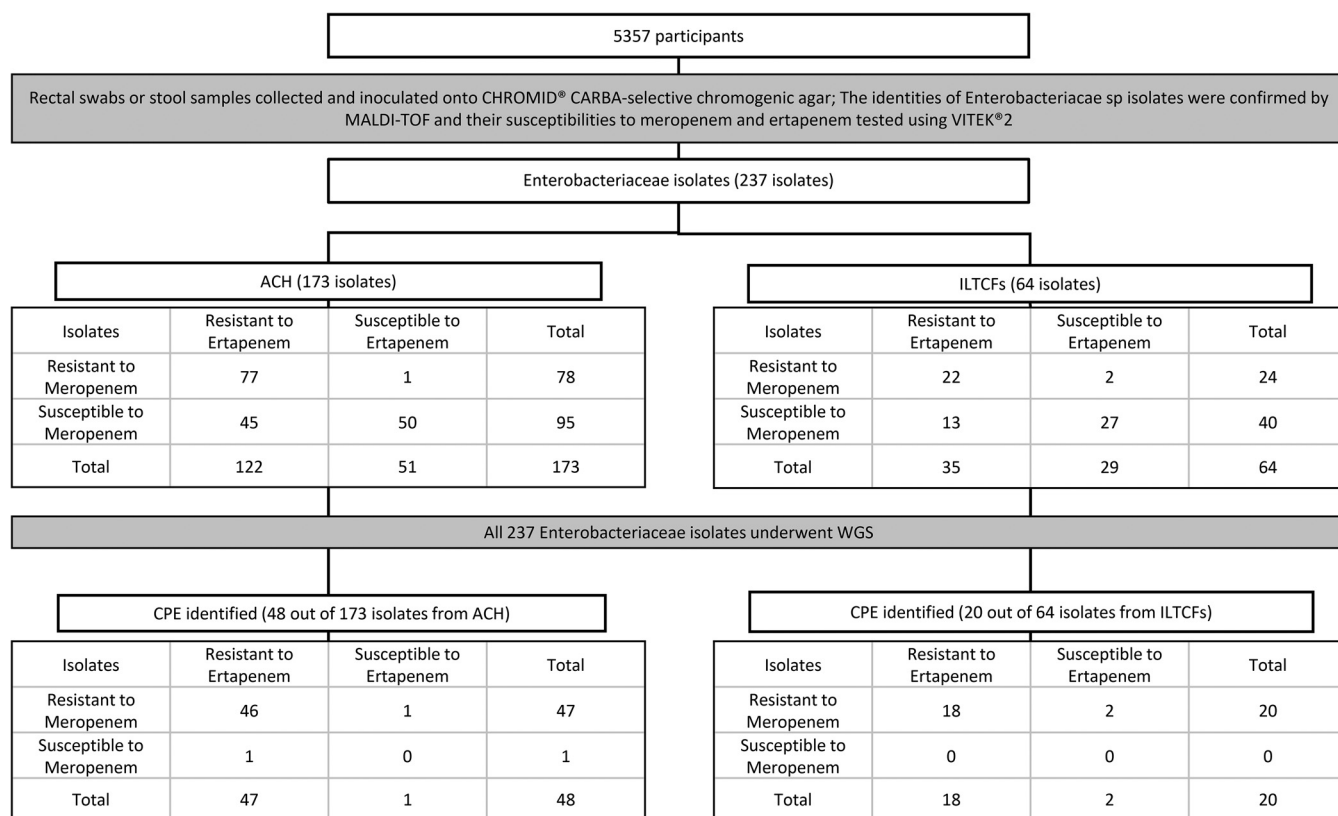 5357 participants
Rectal swabs or stool samples collected and inoculated onto CHROMID® CARBA-selective chromogenic agar; The identities of Enterobacteriacae sp isolates were confirmed by
MALDI-TOF and their susceptibilities to meropenem and ertapenem tested using VITEK®2
Enterobacteriaceae isolates (237 isolates)
ACH (173 isolates)
Isolates Resistant to Ertapenem Susceptible to Ertapenem Total
Resistant to Meropenem 77 1 78
Susceptible to Meropenem 45 50 95
Total 122 51 173
ILTCFs (64 isolates)
Isolates Resistant to Ertapenem Susceptible to Ertapenem Total
Resistant to Meropenem 22 2 24
Susceptible to Meropenem 13 27 40
Total 35 29 64
All 237 Enterobacteriaceae isolates underwent WGS
CPE identified (48 out of 173 isolates from ACH)
Isolates Resistant to Ertapenem Susceptible to Ertapenem Total
Resistant to Meropenem 46 1 47
Susceptible to Meropenem 1 0 1
Total 47 1 48
CPE identified (20 out of 64 isolates from ILTCFs)
Isolates Resistant to Ertapenem Susceptible to Ertapenem Total
Resistant to Meropenem 18 2 20
Susceptible to Meropenem 0 0 0
Total 18 2 20